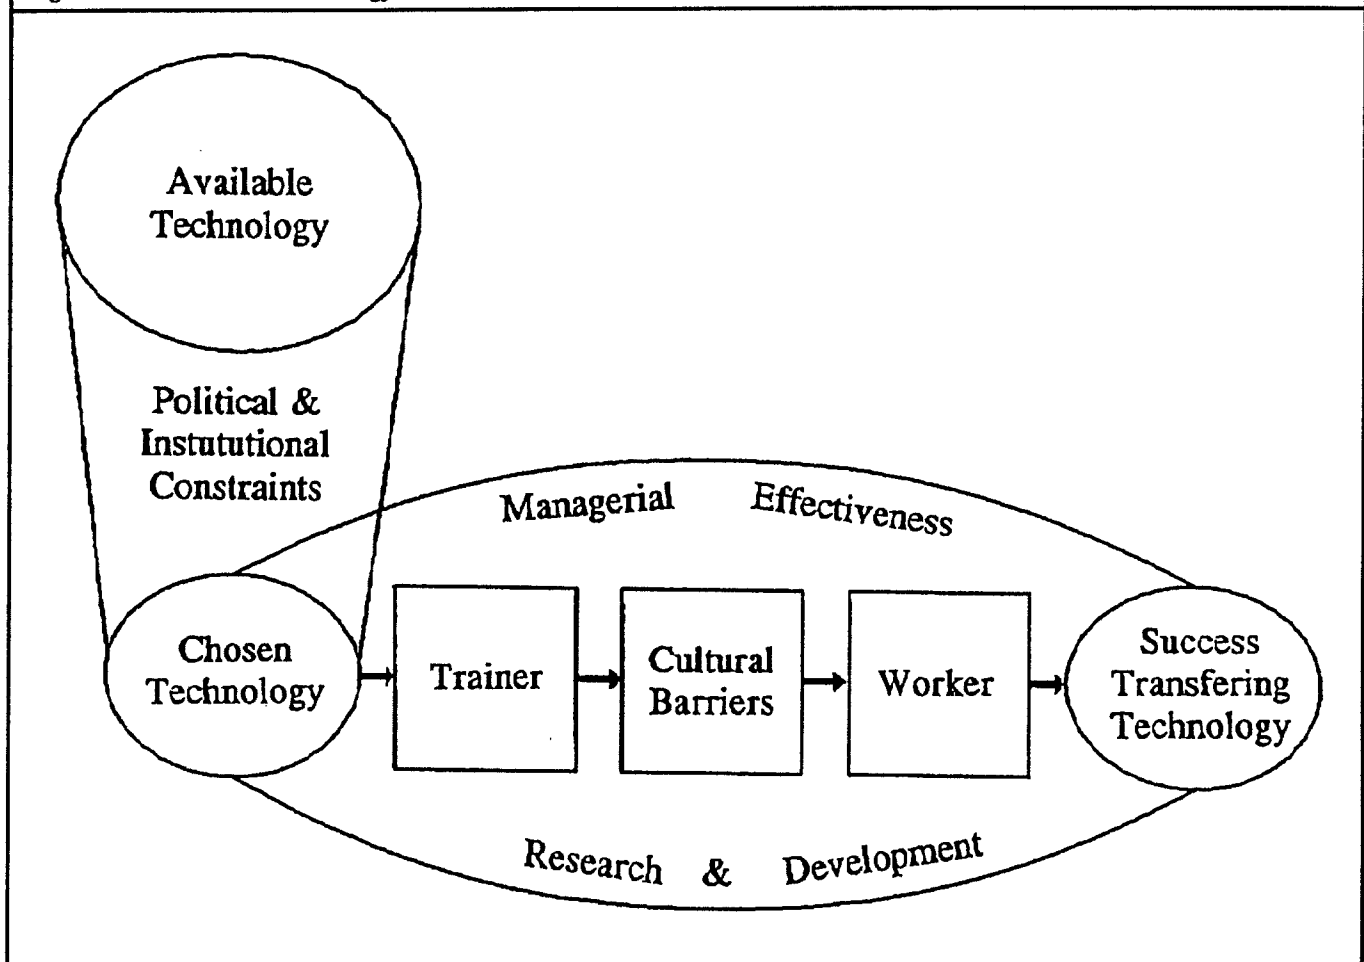 Available
Technology
Political &
Instututional
Constraints
Managerial Effectiveness
Chosen
Technology
Trainer
Cultural
Barriers
Worker
Success
Transfering
Technology
Research & Development